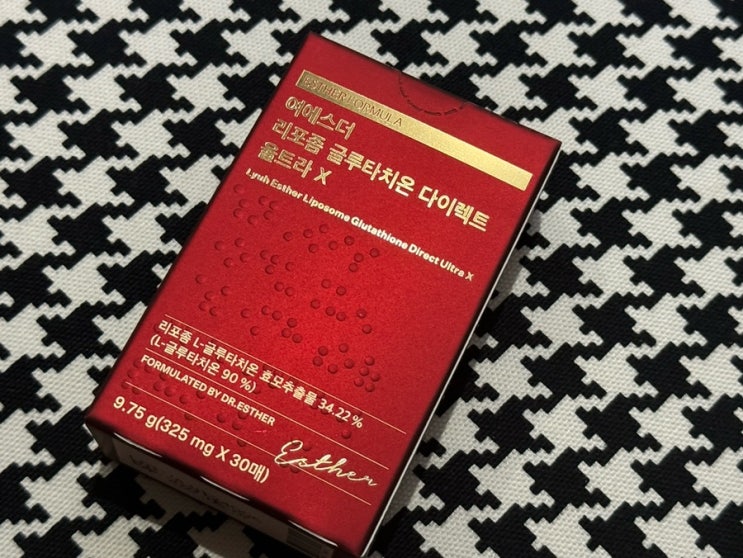 ESTHER FORMULA
여에스더
리포좀 글루타치온 다이렉트
울트라 X
Lyuh Esther Liposome Glutathione Direct Ultra X
리포좀 L-글루타치온 효모추출물 34.22 %
(L-글루타치온 90 %)
FORMULATED BY DR.ESTHER
9.75 g(325 mg X 30매)
Esther